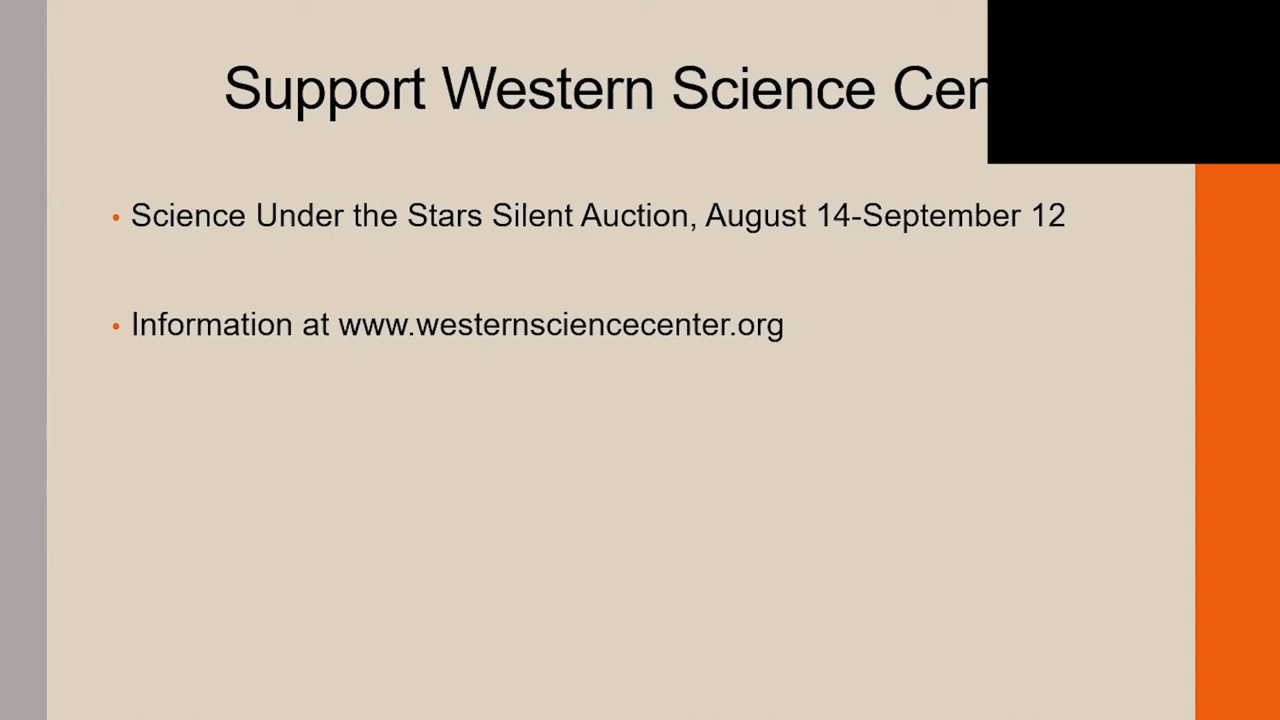 Support Western Science Cen
• Science Under the Stars Silent Auction, August 14-September 12
• Information at www.westernsciencecenter.org